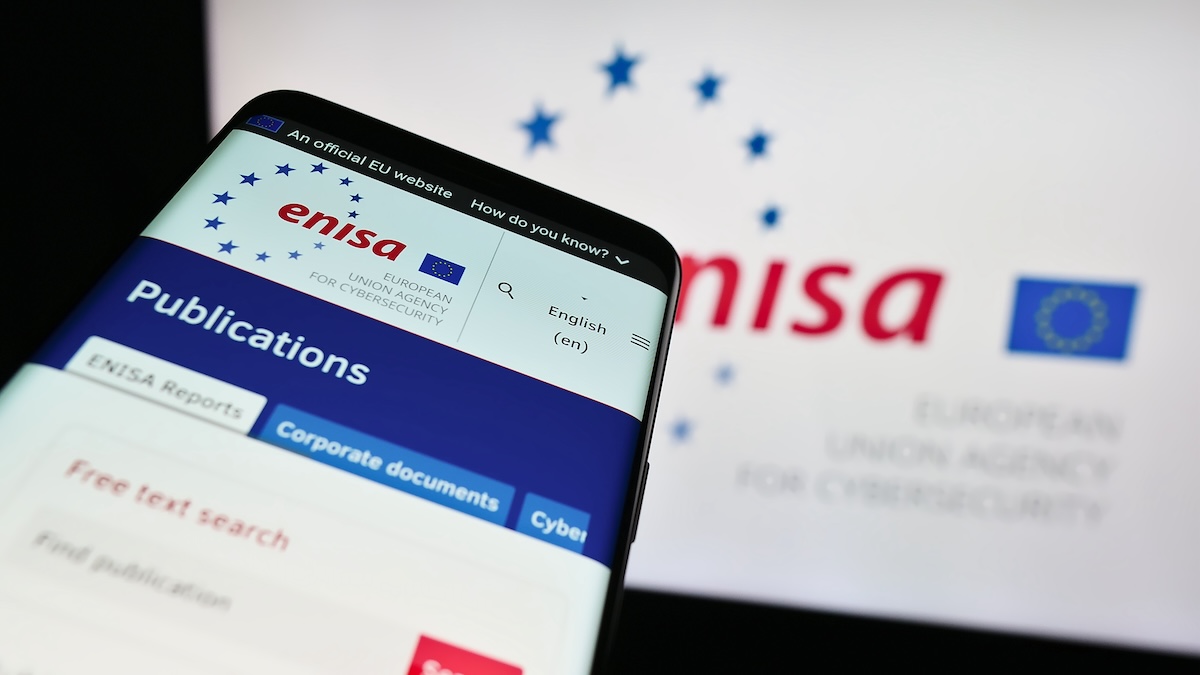 An official EU website How do you know?
enisa
EUROPEAN
UNION AGENCY
FOR CYBERSECURITY
English
(en)
Publications
ENISA Reports
Corporate documents
Cyber
Free text search
Find publication
enisa
EUROPEAN
UNION AGENCY
FOR CYBERSECURITY